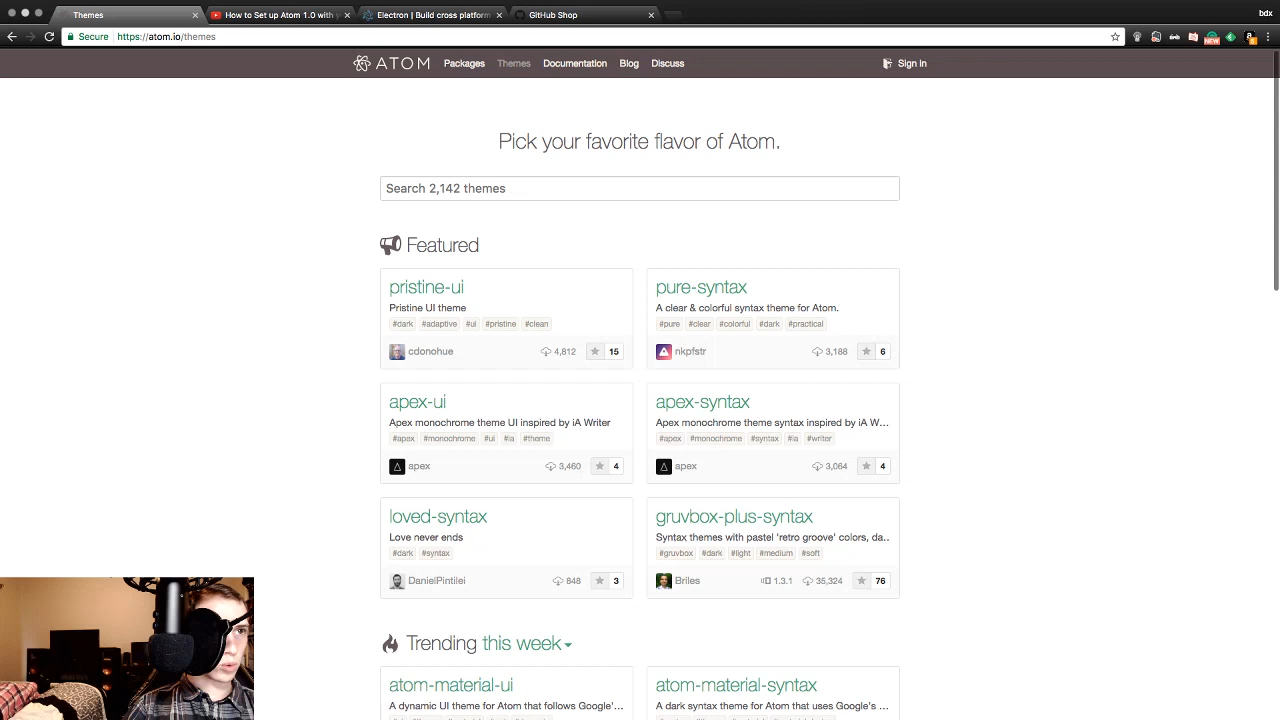 Themes
How to Set up Atom 1.0 with
Electron | Build cross platform
GitHub Shop
bdx
Secure
https://atom.io/themes
NEW
ATOM
Packages
Themes
Documentation
Blog
Discuss
Sign in
Pick your favorite flavor of Atom.
Search 2,142 themes
Featured
pristine-ui
Pristine UI theme
#dark #adaptive #ui #pristine #clean
cdonohue 4,812 15
pure-syntax
A clear & colorful syntax theme for Atom.
#pure #clear #colorful #dark #practical
nkpfstr 3,188 6
apex-ui
Apex monochrome theme UI inspired by iA Writer
#apex #monochrome #ui #ia #theme
apex 3,460 4
apex-syntax
Apex monochrome theme syntax inspired by iA W...
#apex #monochrome #syntax #ia #writer
apex 3,064 4
loved-syntax
Love never ends
#dark #syntax
DanielPintilei 848 3
gruvbox-plus-syntax
Syntax themes with pastel 'retro groove' colors, da..
#gruvbox #dark #light #medium #soft
Briles 1.3.1 35,324 76
Trending this week
atom-material-ui
A dynamic UI theme for Atom that follows Google'...
atom-material-syntax
A dark syntax theme for Atom that uses Google's ...